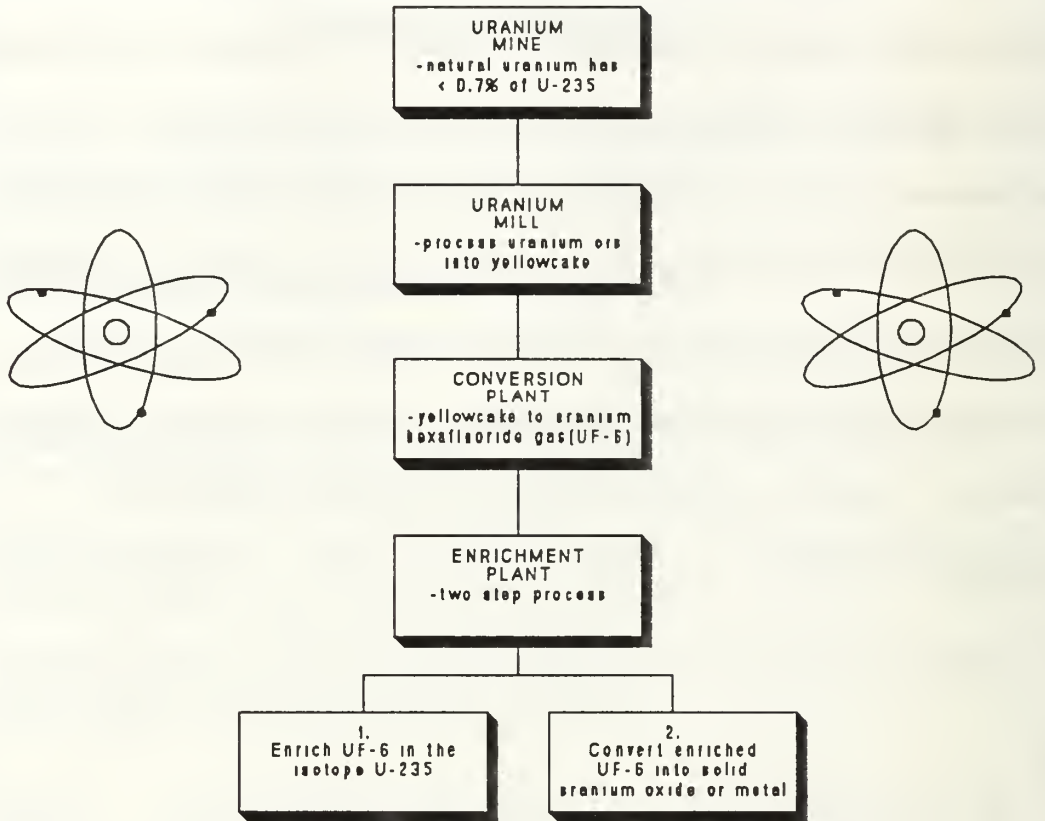 URANIUM
MINE
-natural uranium has
< 0.7% of U-235
URANIUM
MILL
-process uranium ore
into yellowcake
CONVERSION
PLANT
-yellowcake to uranium
hexafluoride gas(UF-6)
ENRICHMENT
PLANT
-two step process
1.
Enrich UF-6 in the
isotope U-235
2.
Convert enriched
UF-6 into solid
uranium oxide or metal